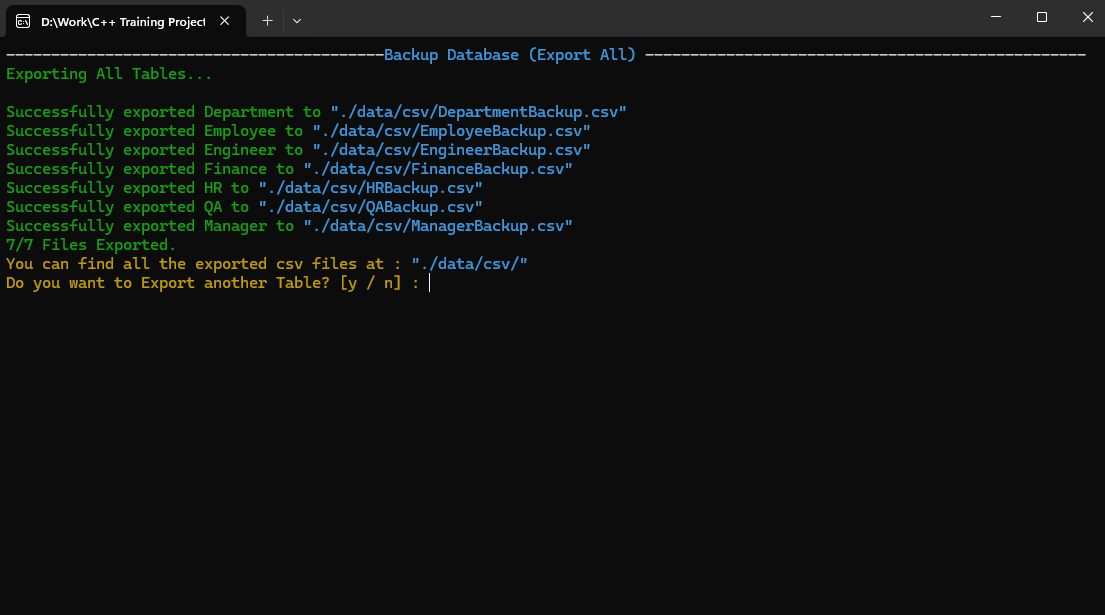 D:\Work\C++ Training Project
------------------------------------------Backup Database (Export All) -------------------------------------------------
Exporting All Tables...
Successfully exported Department to "./data/csv/DepartmentBackup.csv"
Successfully exported Employee to "./data/csv/EmployeeBackup.csv"
Successfully exported Engineer to "./data/csv/EngineerBackup.csv"
Successfully exported Finance to "./data/csv/FinanceBackup.csv"
Successfully exported HR to "./data/csv/HRBackup.csv"
Successfully exported QA to "./data/csv/QABackup.csv"
Successfully exported Manager to "./data/csv/ManagerBackup.csv"
7/7 Files Exported.
You can find all the exported csv files at : "./data/csv/"
Do you want to Export another Table? [y / n] :